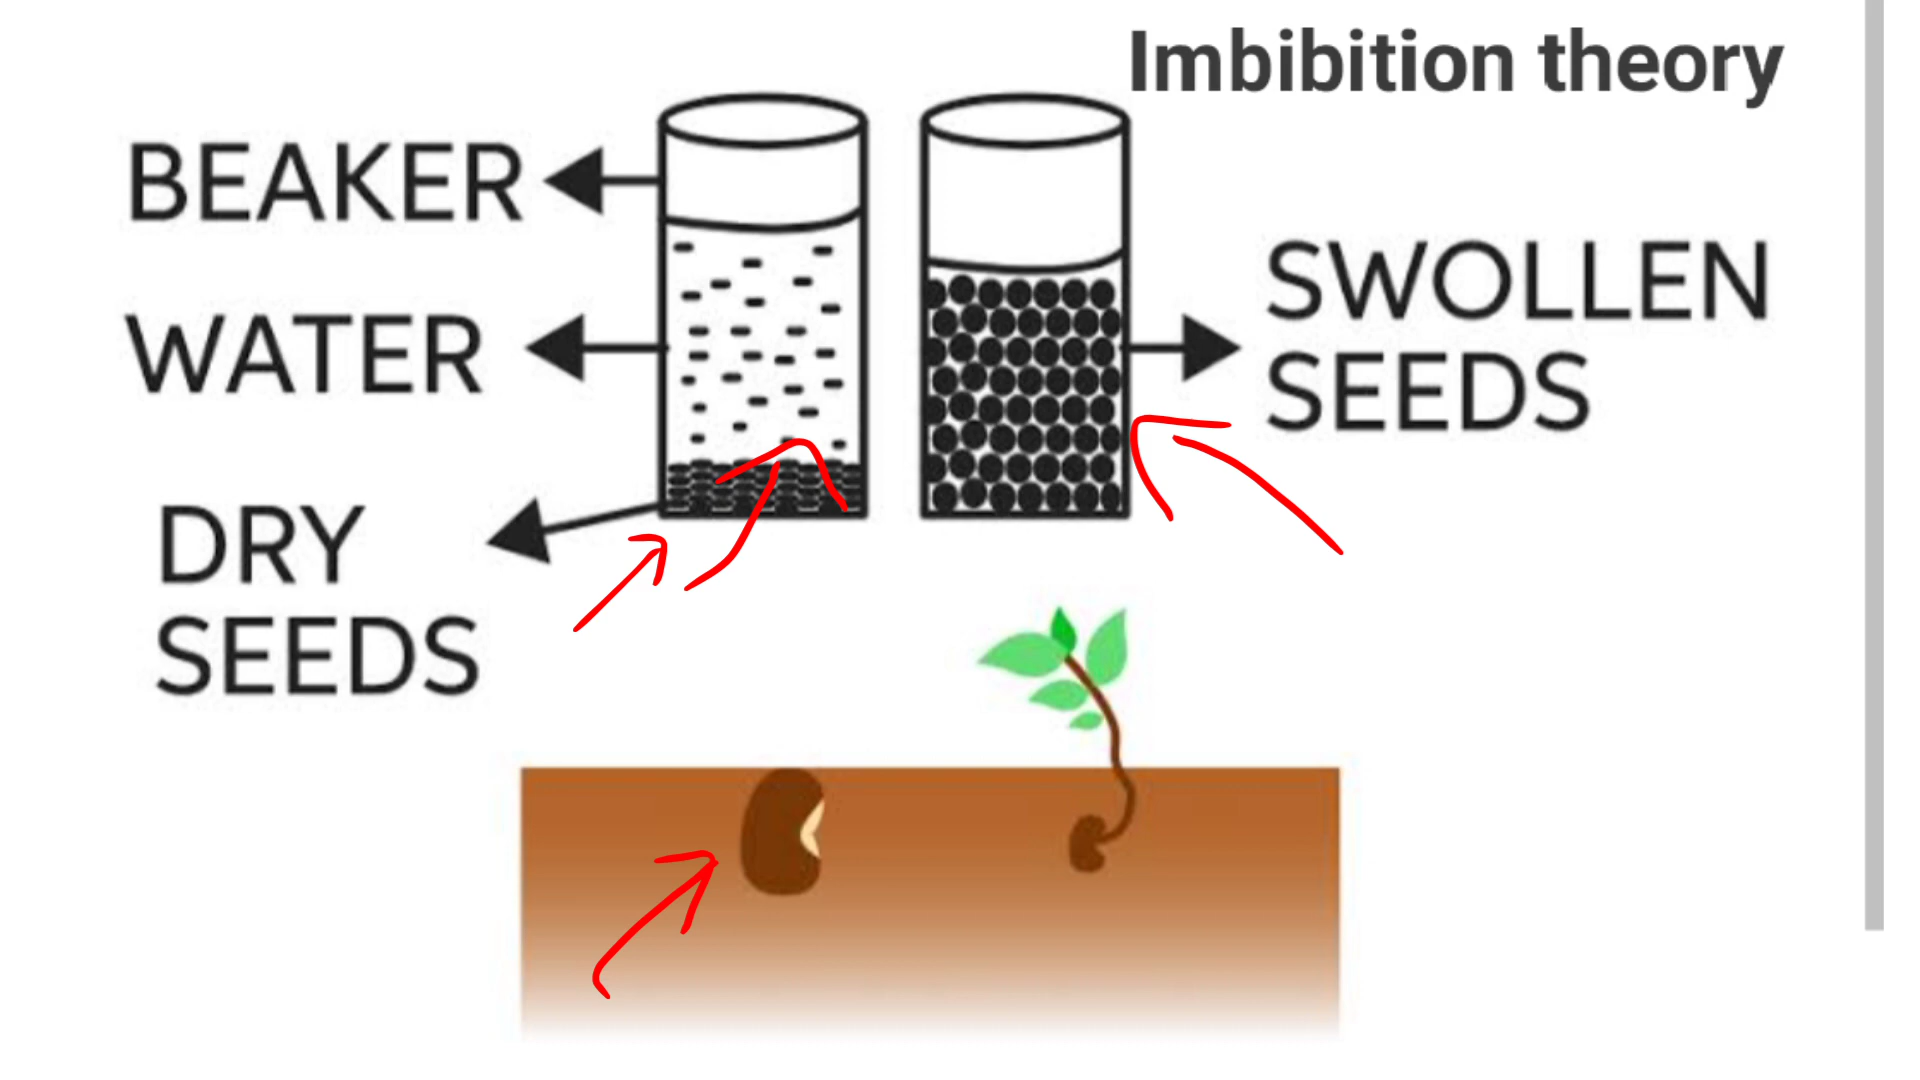 Imbibition theory
BEAKER
WATER
DRY
SEEDS
SWOLLEN
SEEDS